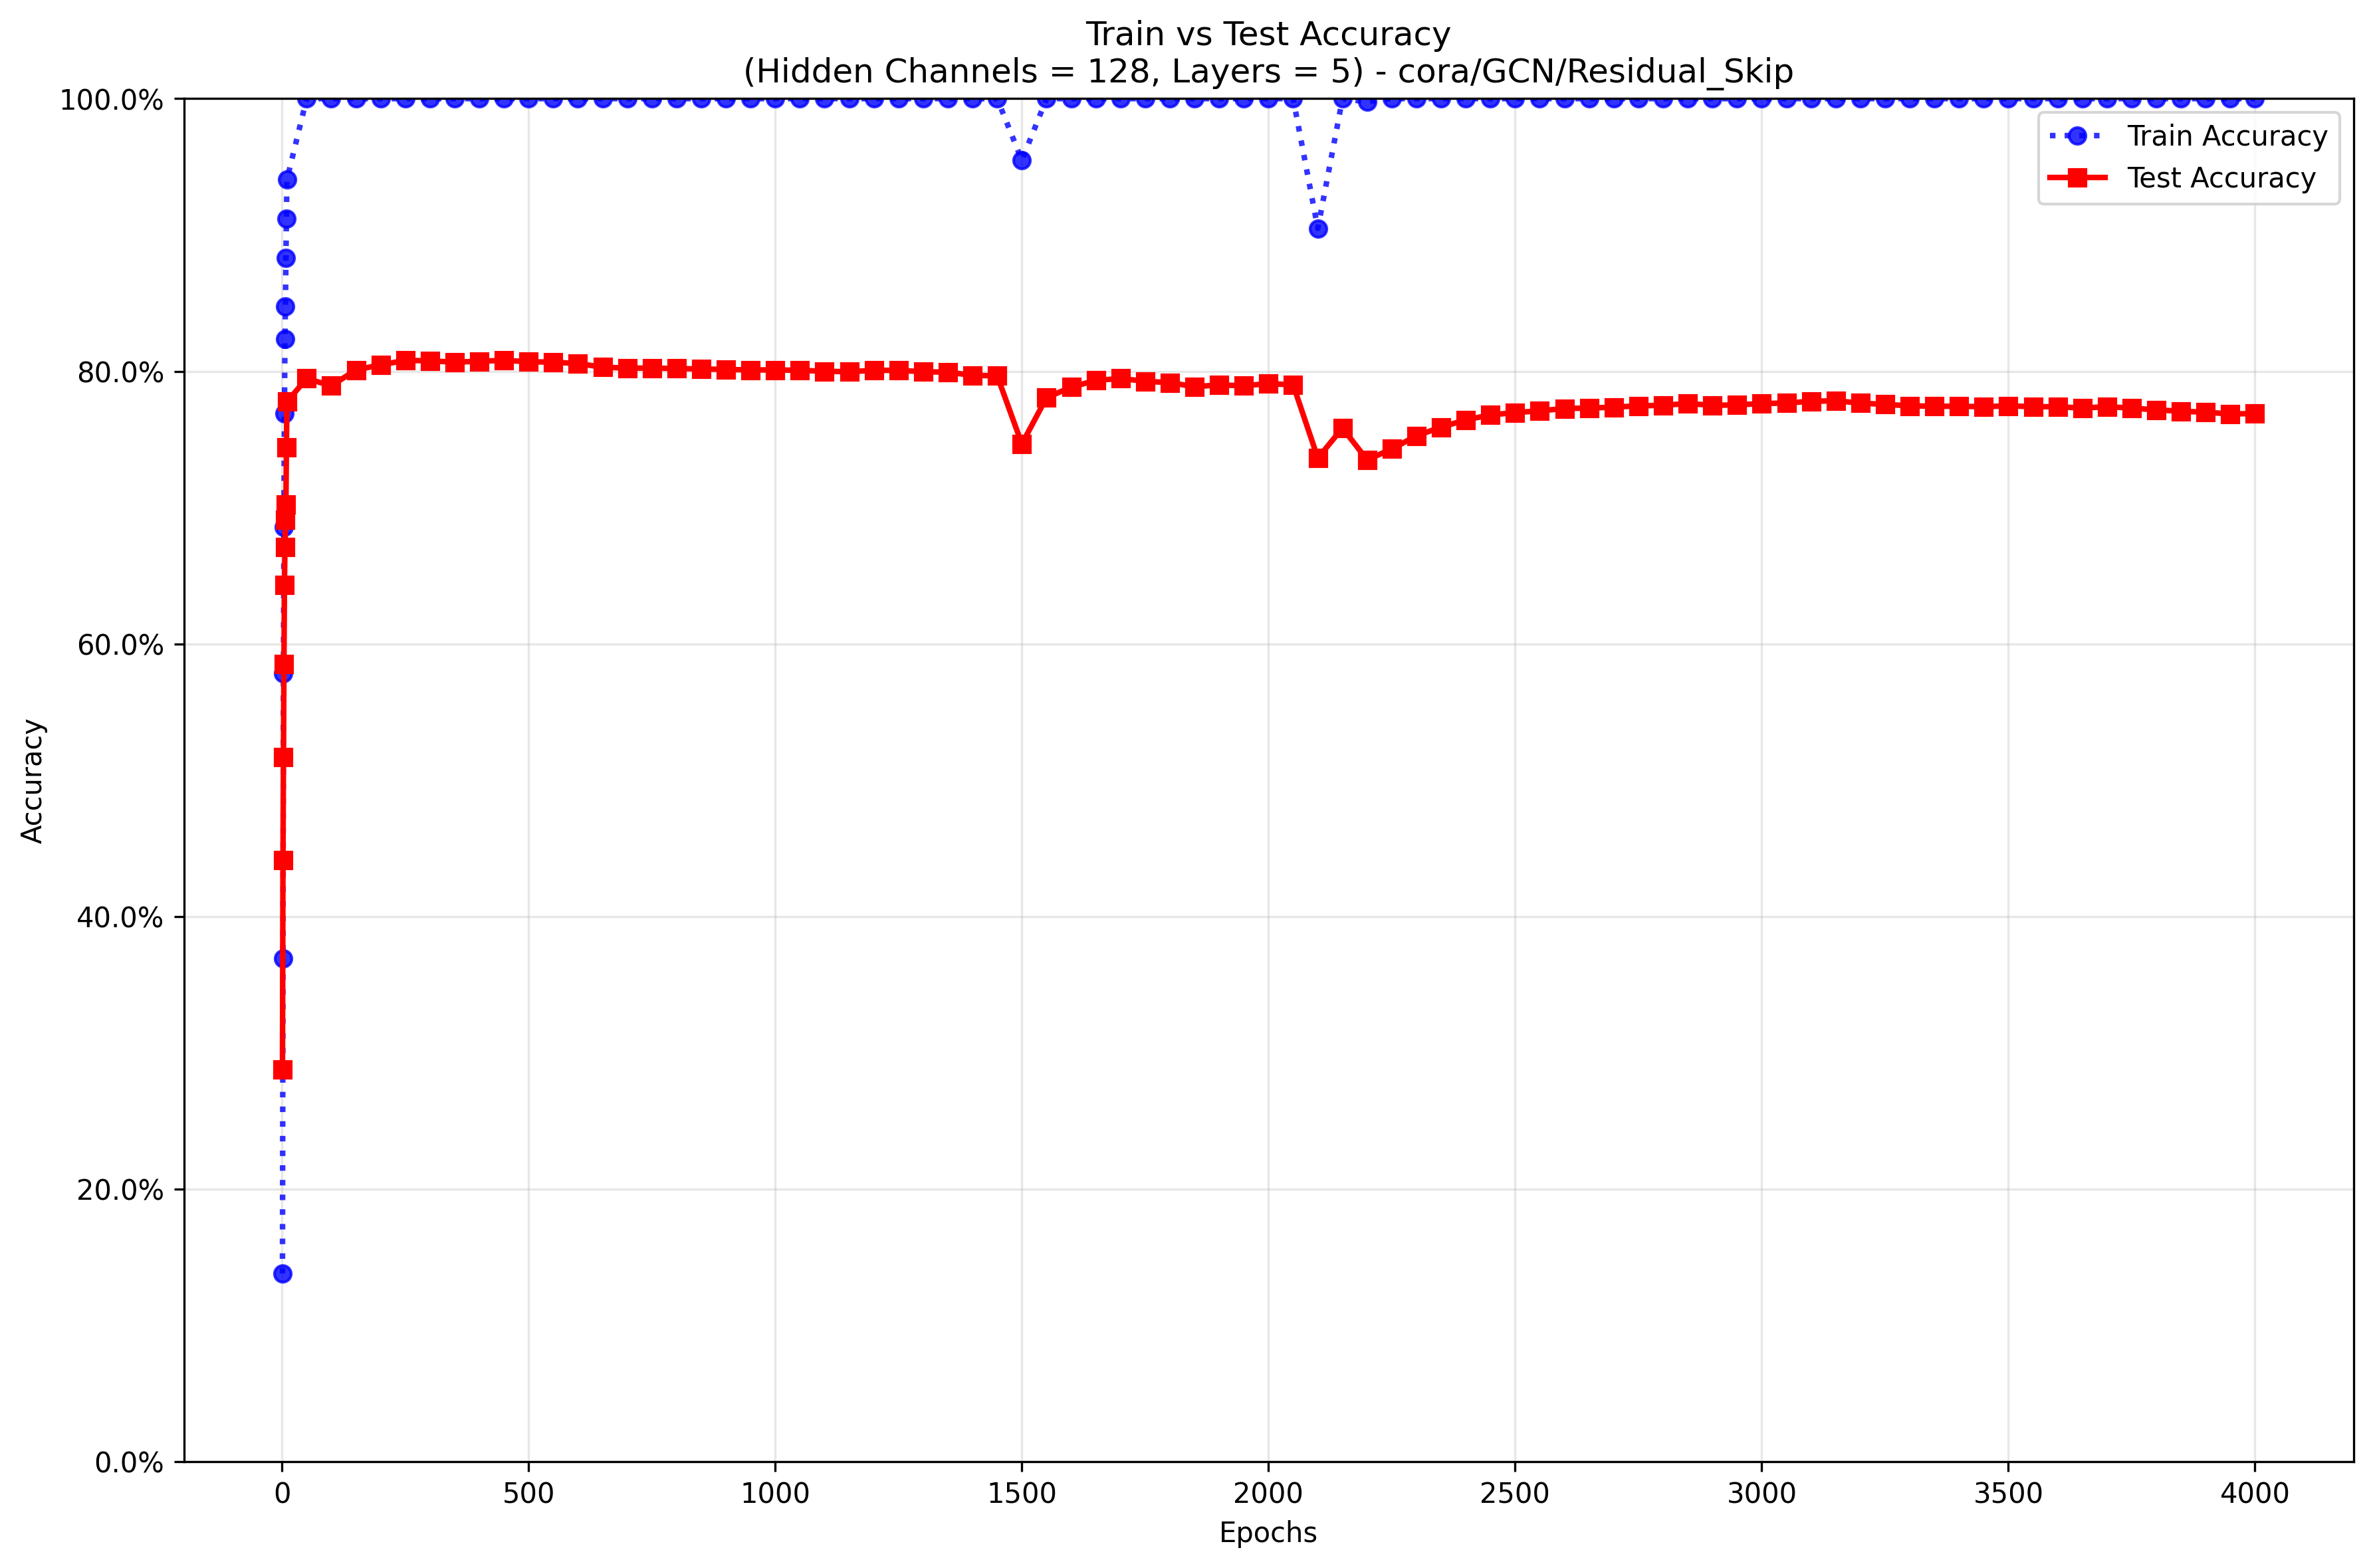 Train vs Test Accuracy
(Hidden Channels = 128, Layers = 5) - cora/GCN/Residual_Skip
100.0%
80.0%
60.0%
40.0%
20.0%
0.0%
Accuracy
Train Accuracy
Test Accuracy
0 500 1000 1500 2000 2500 3000 3500 4000
Epochs